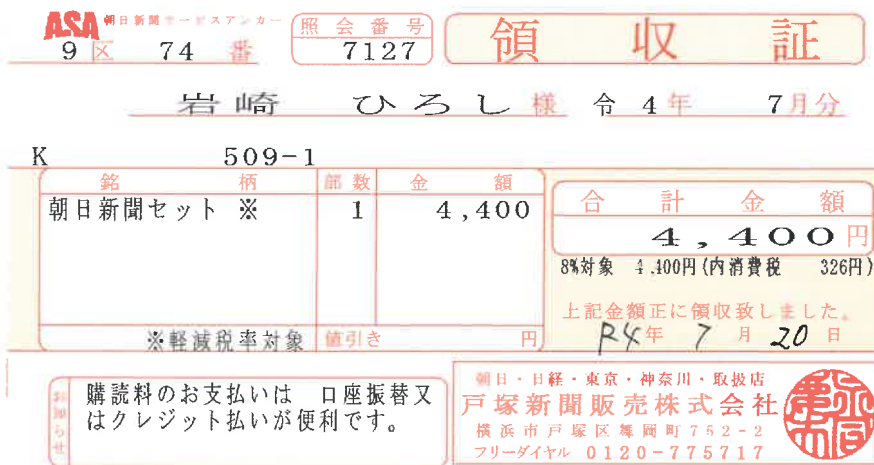 ASA 朝日新聞サービスアンカー
照会番号
領収証
9区 74番
7127
岩崎 ひろし様 令4年 7月分
K 509-1
銘柄 部数 金額
合計金額
朝日新聞セット ※ 1 4,400
4,400円
8%対象 4,400円(内消費税 326円)
上記金額正に領収致しました。
※軽減税率対象 値引き 円
R4年 7月 20日
お知らせ
購読料のお支払いは 口座振替又
はクレジット払いが便利です。
朝日・日経・東京・神奈川・取扱店
戸塚新聞販売株式会社
横浜市戸塚区舞岡町752-2
フリーダイヤル 0120-775717